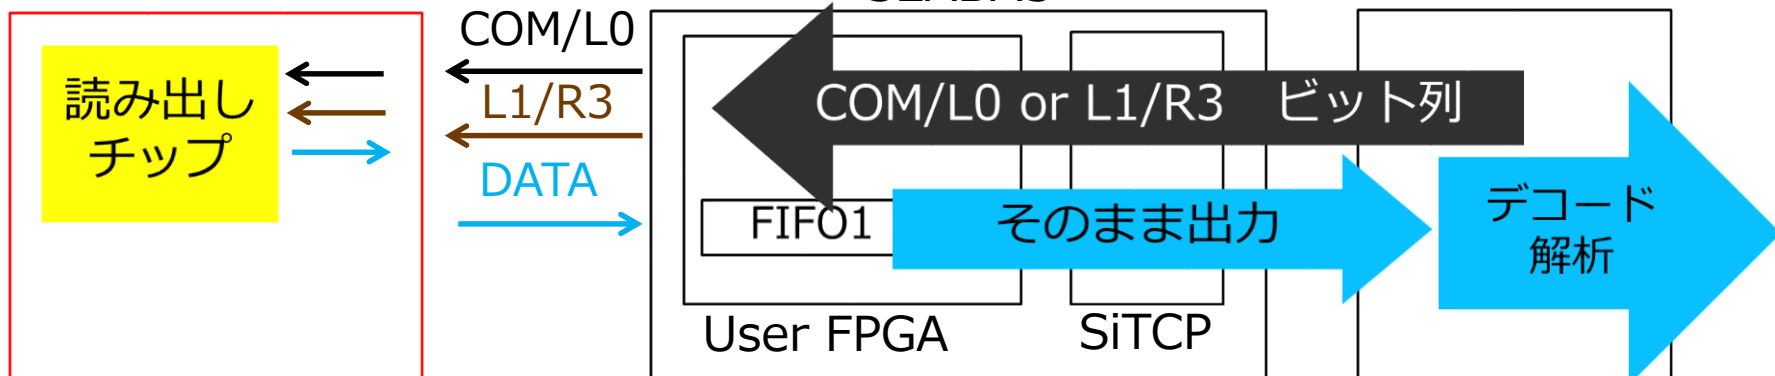 読み出し
チップ
COM/L0
L1/R3
DATA
COM/L0 or L1/R3　ビット列
FIFO1
そのまま出力
デコード
解析
User FPGA
SiTCP